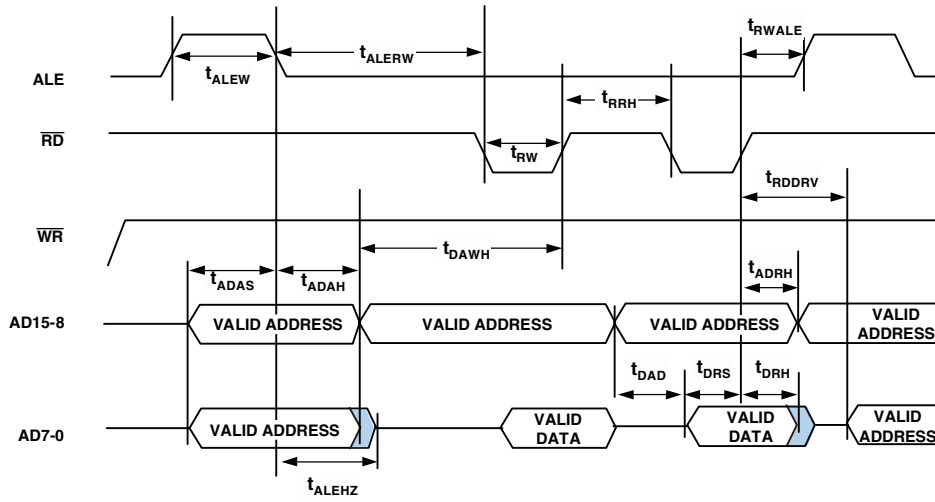 ALE
tALEW
tALERW
tRWALE
RD
tRW
tRRH
tRDDRV
WR
tADAS
tADAH
tDAWH
tADRH
AD15-8
VALID ADDRESS
VALID ADDRESS
VALID ADDRESS
VALID
ADDRESS
tDAD
tDRS
tDRH
AD7-0
VALID ADDRESS
VALID
DATA
VALID
DATA
VALID
ADDRESS
tALEHZ